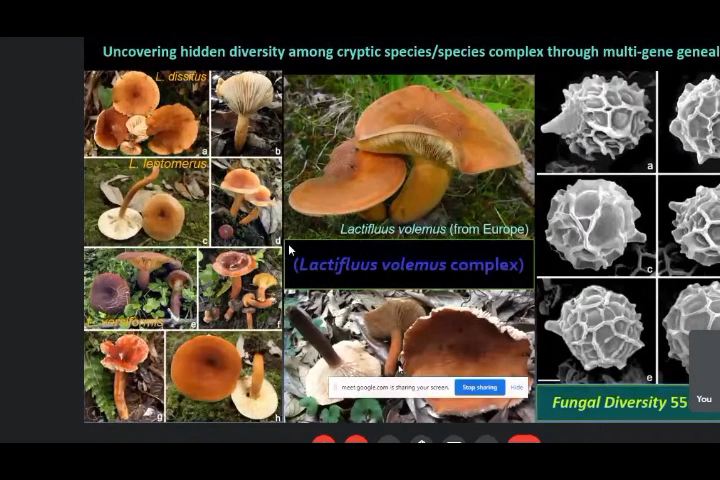 Uncovering hidden diversity among cryptic species/species complex through multi-gene geneal
L. dissitus
a
b
L. leptomerus
c
d
Lactifluus volemus (from Europe)
(Lactifluus volemus complex)
e
f
g
h
a
c
e
meet.google.com is sharing your screen.
Stop sharing
Hide
You
Fungal Diversity 55